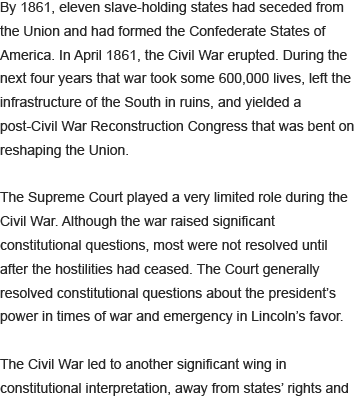 By 1861, eleven slave-holding states had seceded from
the Union and had formed the Confederate States of
America. In April 1861, the Civil War erupted. During the
next four years that war took some 600,000 lives, left the
infrastructure of the South in ruins, and yielded a
post-Civil War Reconstruction Congress that was bent on
reshaping the Union.

The Supreme Court played a very limited role during the
Civil War. Although the war raised significant
constitutional questions, most were not resolved until
after the hostilities had ceased. The Court generally
resolved constitutional questions about the president’s
power in times of war and emergency in Lincoln’s favor.

The Civil War led to another significant wing in
constitutional interpretation, away from states’ rights and